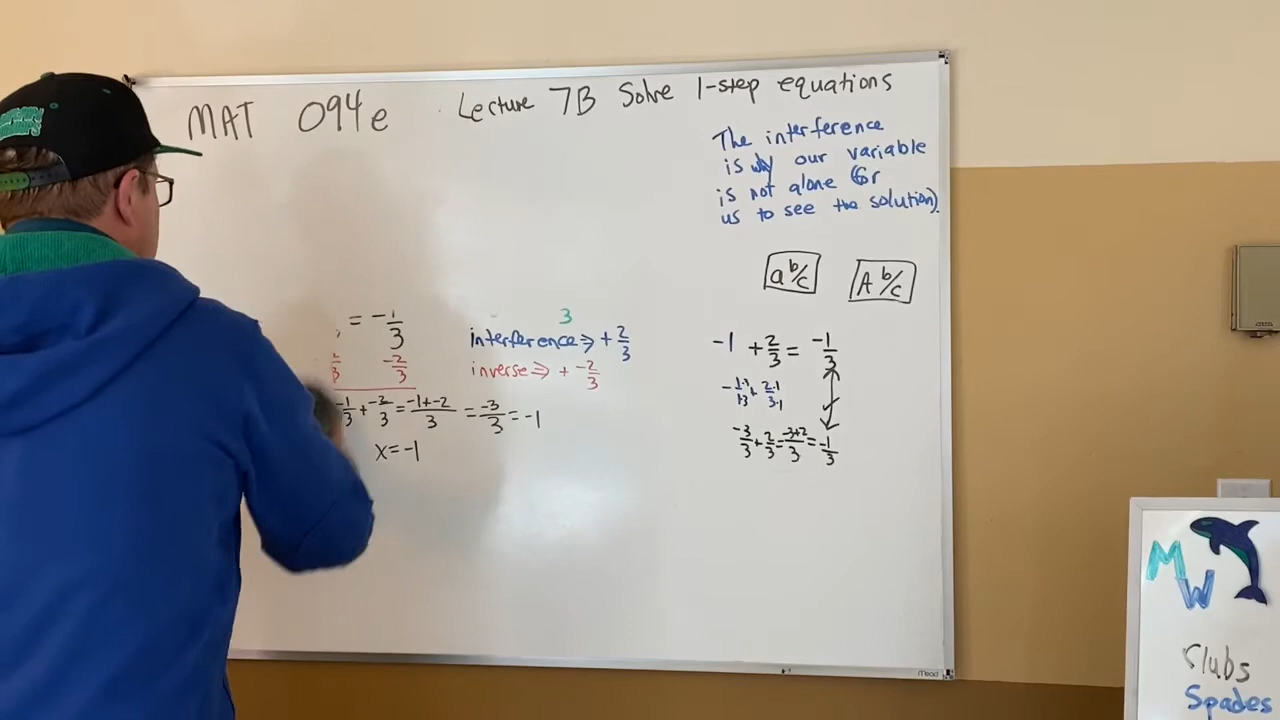 MAT 094e
Lecture 7B Solve 1-step equations
The interference
is why our variable
is not alone (for
us to see the solution).
a b/c
A b/c
= -1/3
3
interference ⇒ + 2/3
-2/3
inverse ⇒ + -2/3
-1/3 + -2/3 = -1+-2/3 = -3/3 = -1
x = -1
-1 + 2/3 = -1/3
-1·1/1·3 + 2·1/3·1
-3/3 + 2/3 = -3+2/3 = -1/3
Mead
MW
Clubs
Spades